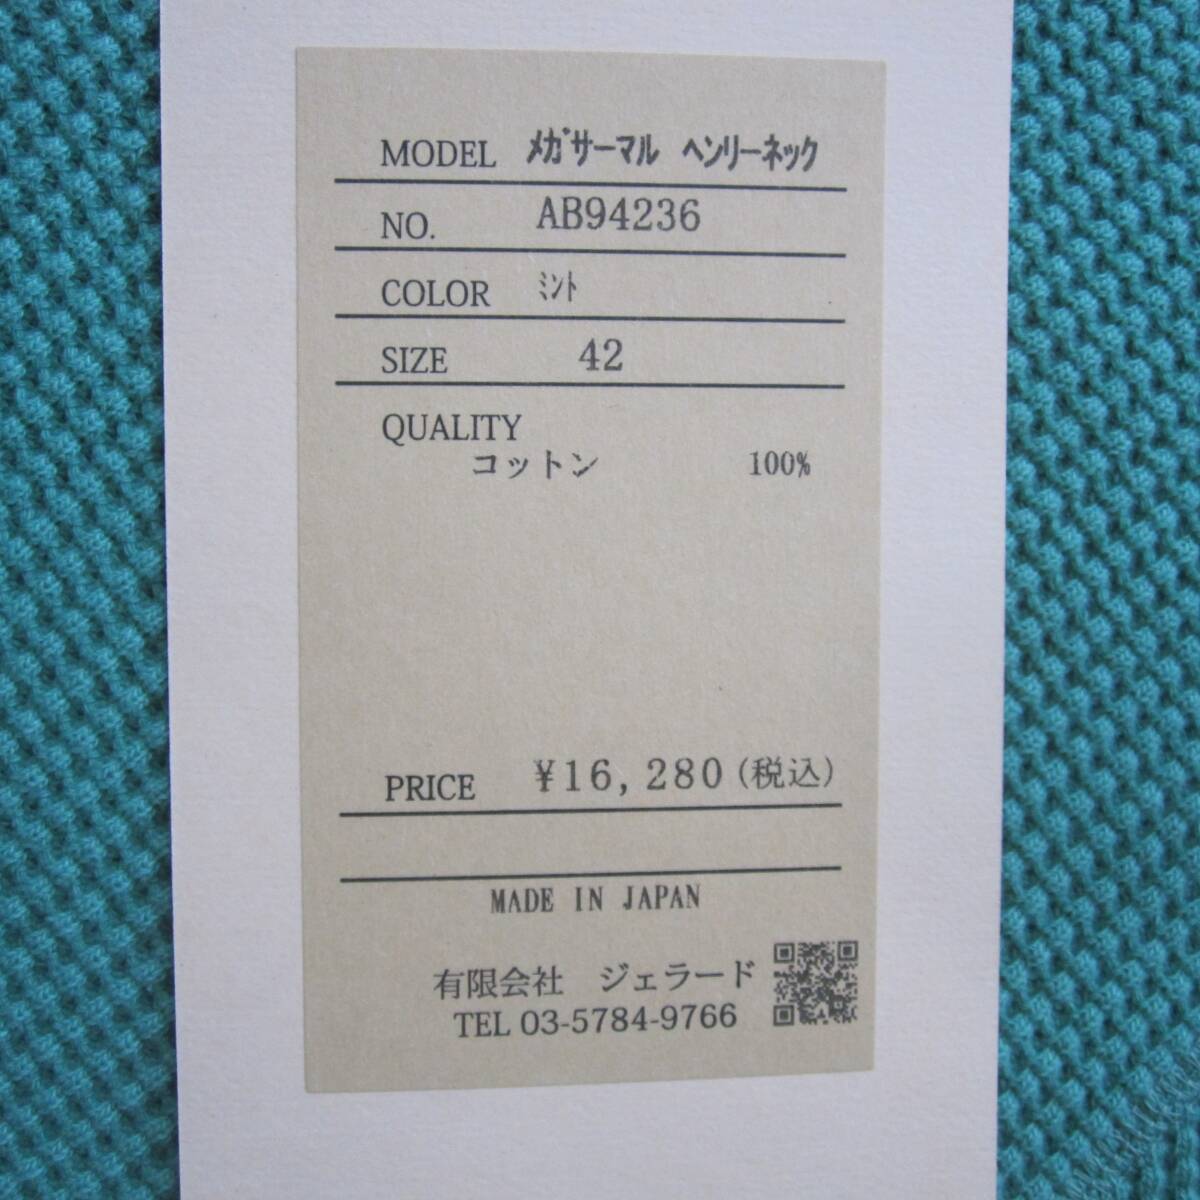 MODEL メガサーマル ヘンリーネック
NO. AB94236
COLOR ミント
SIZE 42
QUALITY
コットン 100%
PRICE ¥16,280(税込)
MADE IN JAPAN
有限会社 ジェラード
TEL 03-5784-9766